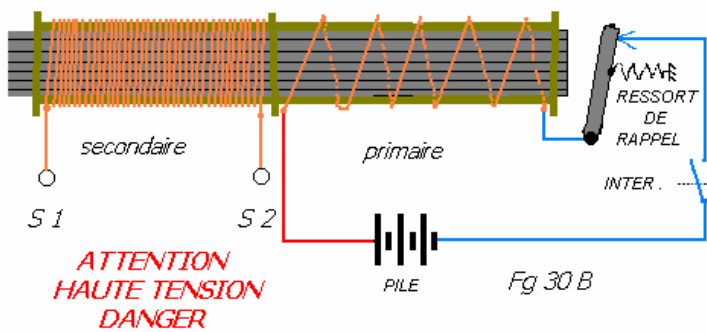 RESSORT
DE
RAPPEL
secondaire
primaire
INTER .
S 1
S 2
ATTENTION
HAUTE TENSION
DANGER
PILE
Fg 30 B